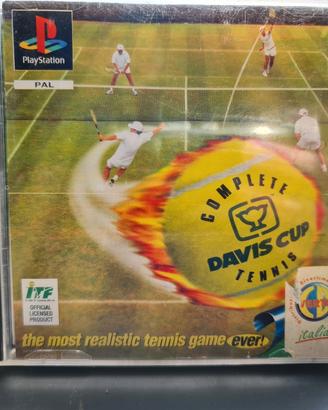 PlayStation
PAL
COMPLETE
DAVIS CUP
TENNIS
ITF
OFFICIAL
LICENSED
PRODUCT
the most realistic tennis game ever!
italia